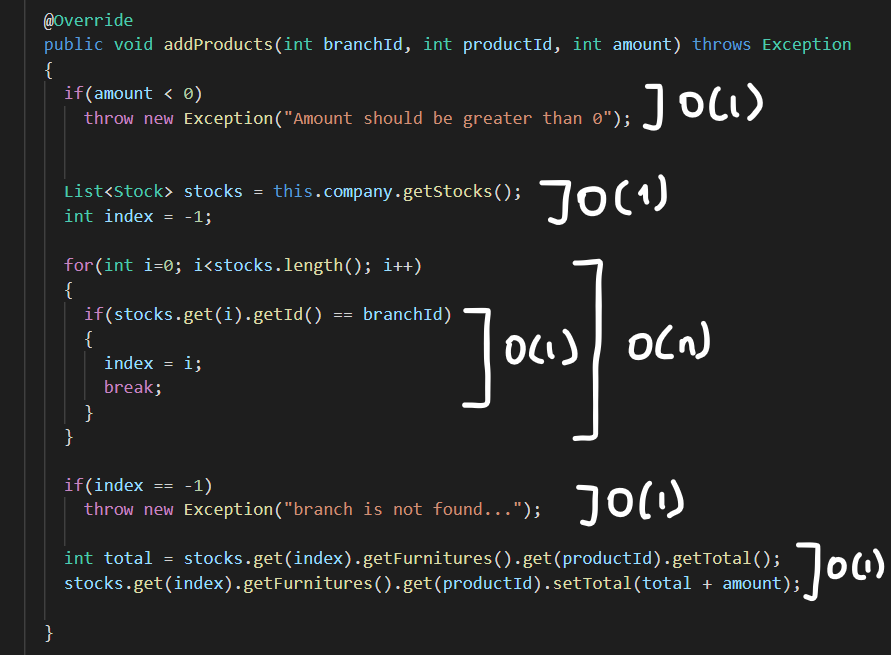 @Override
public void addProducts(int branchId, int productId, int amount) throws Exception
{
if(amount < 0)
throw new Exception("Amount should be greater than 0"); ] O(1)
List<Stock> stocks = this.company.getStocks(); ] O(1)
int index = -1;
for(int i=0; i<stocks.length(); i++)
{
if(stocks.get(i).getId() == branchId)
{ ] O(1) ] O(n)
index = i;
break;
}
}
if(index == -1)
throw new Exception("branch is not found..."); ] O(1)
int total = stocks.get(index).getFurnitures().get(productId).getTotal(); ] O(1)
stocks.get(index).getFurnitures().get(productId).setTotal(total + amount);
}